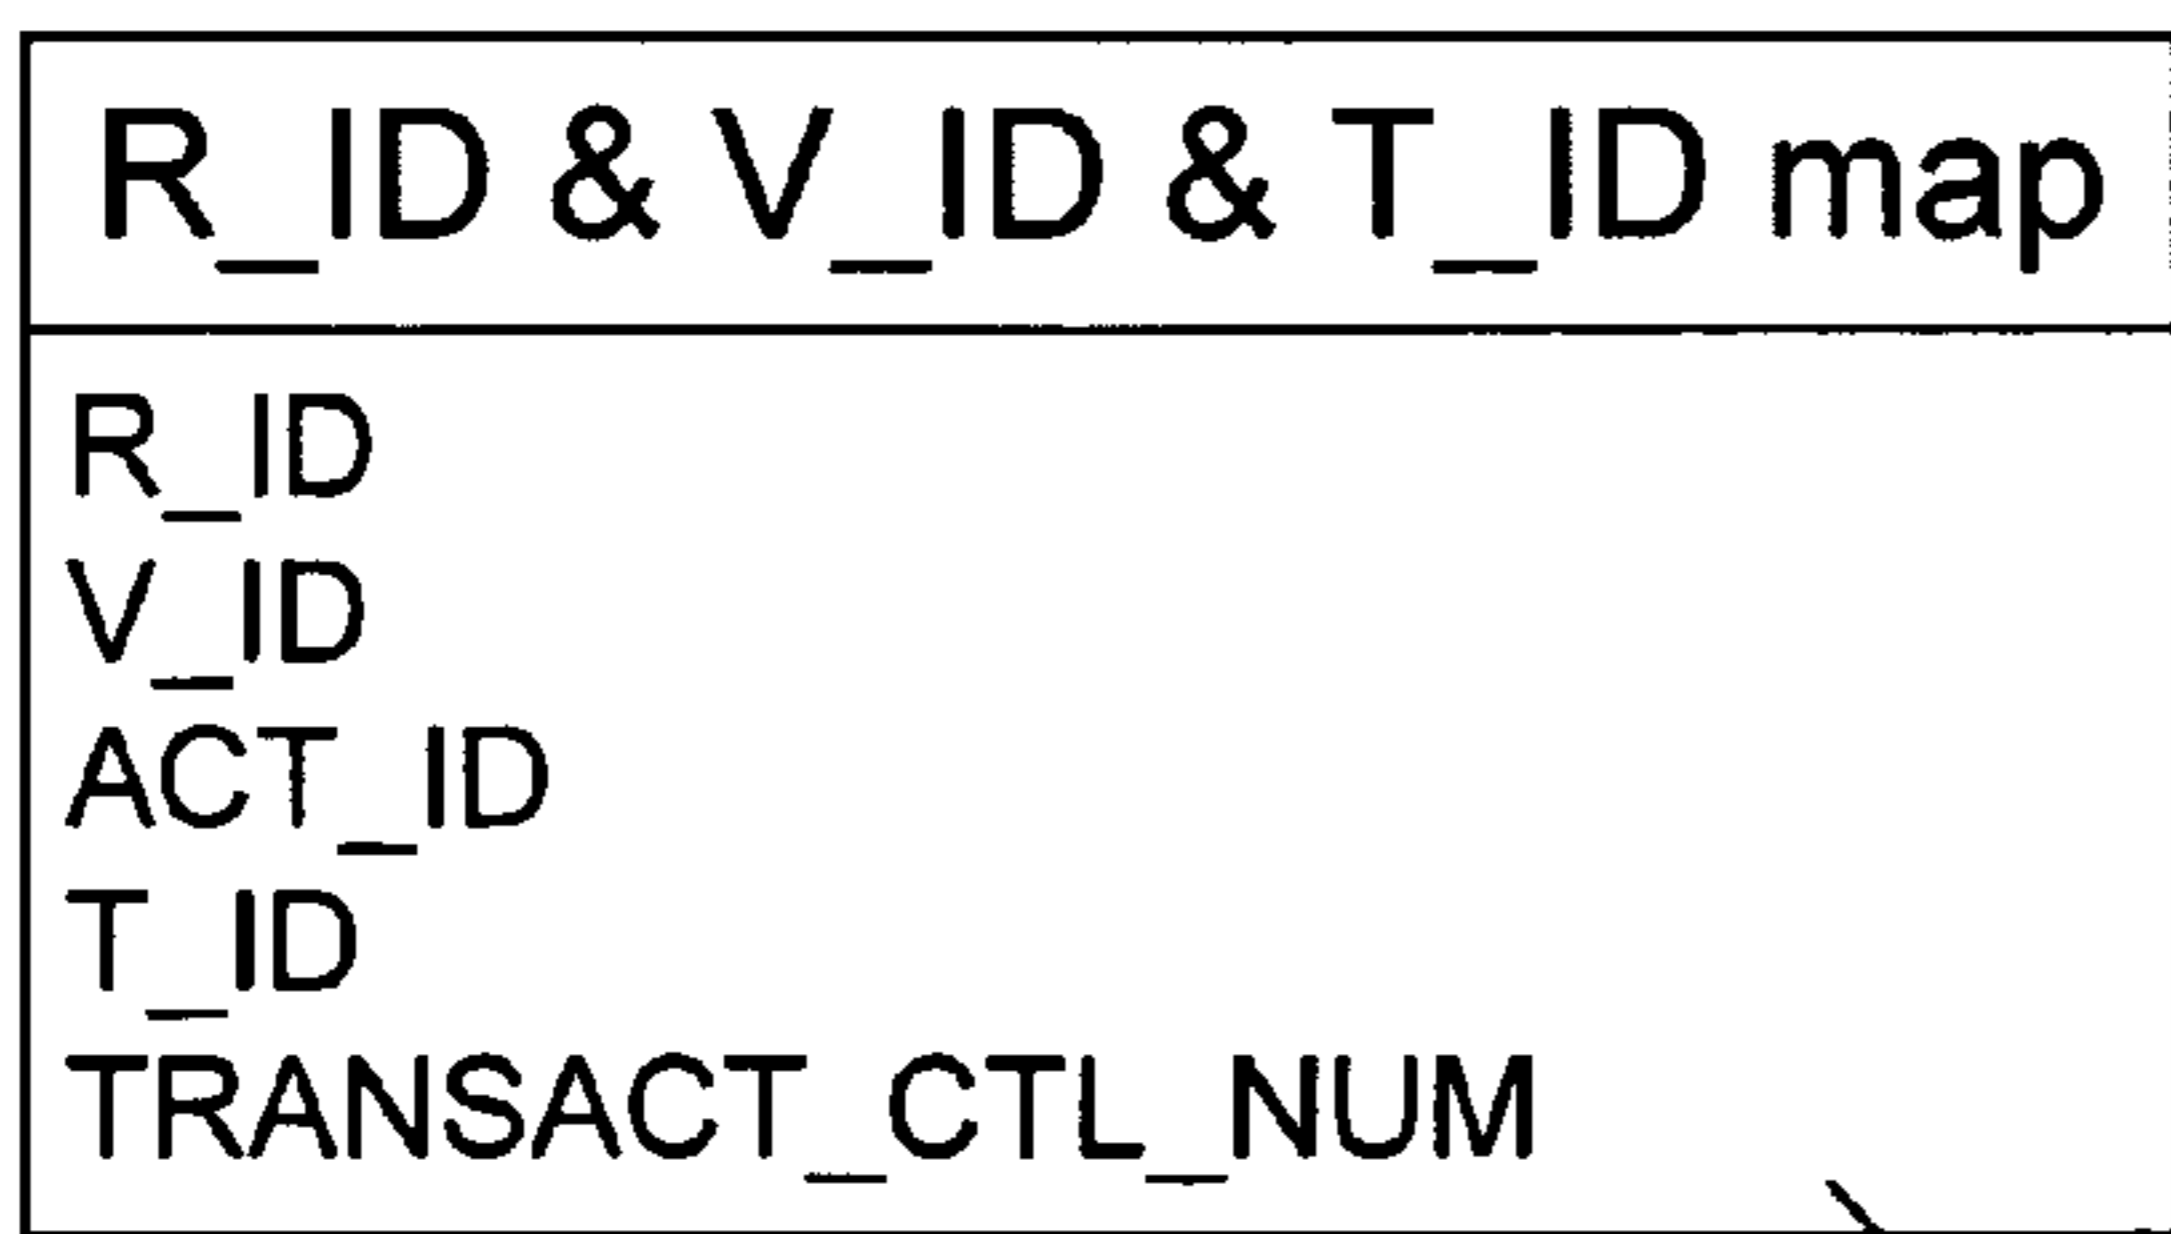 R_ID & V_ID & T_ID map
R_ID
V_ID
ACT_ID
T_ID
TRANSACT_CTL_NUM